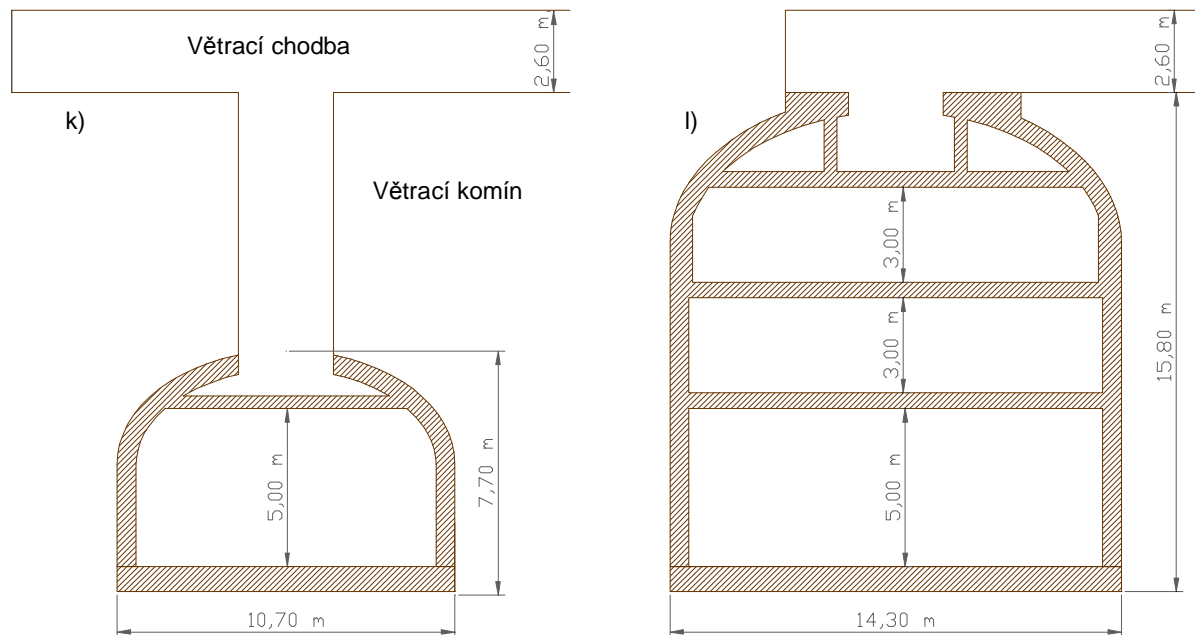 Větrací chodba
2,60 m
k)
Větrací komín
5,00 m
7,70 m
10,70 m
2,60 m
l)
3,00 m
3,00 m
5,00 m
15,80 m
14,30 m